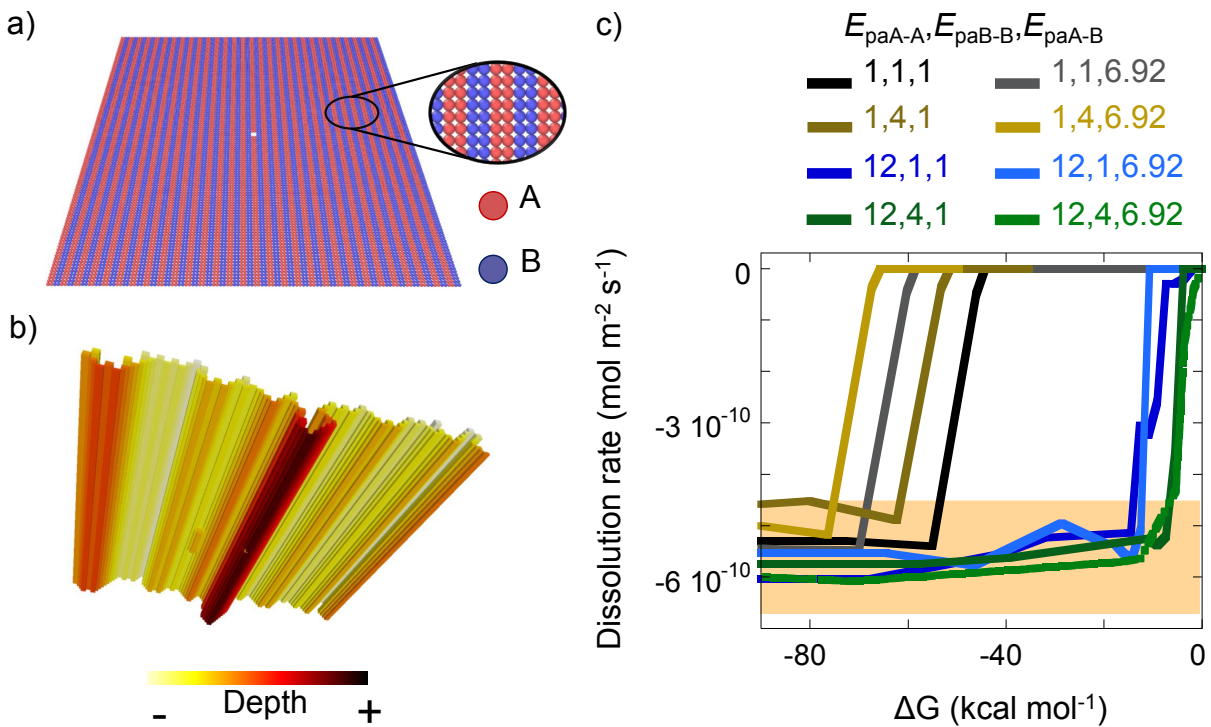 a)
A
B
b)
- Depth +
c)
EpaA-A,EpaB-B,EpaA-B
1,1,1 1,1,6.92
1,4,1 1,4,6.92
12,1,1 12,1,6.92
12,4,1 12,4,6.92
Dissolution rate (mol m⁻² s⁻¹)
0
-3 10⁻¹⁰
-6 10⁻¹⁰
-80 -40 0
ΔG (kcal mol⁻¹)